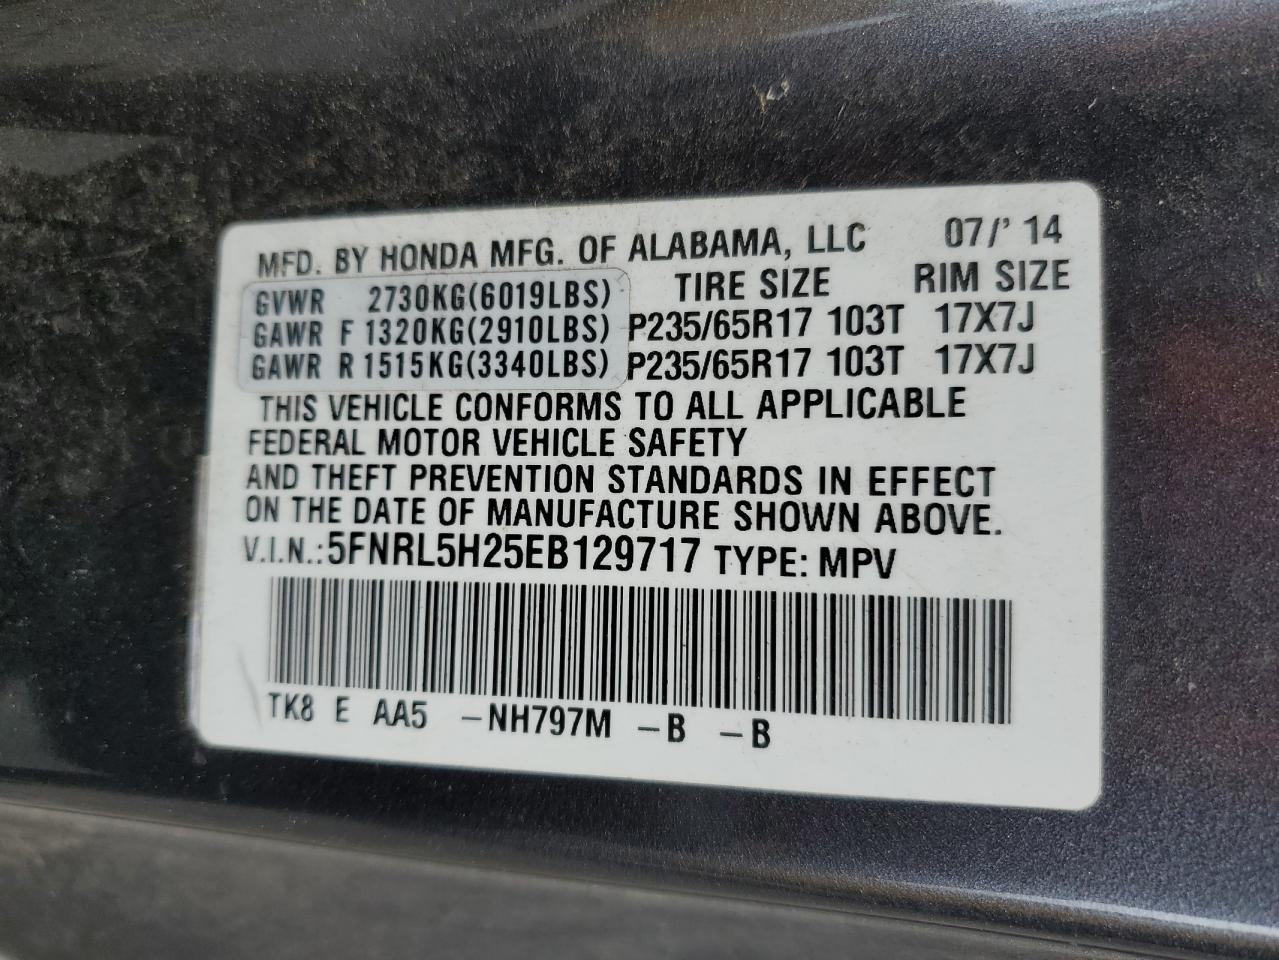 MFD. BY HONDA MFG. OF ALABAMA, LLC 07/' 14
GVWR 2730KG(6019LBS) TIRE SIZE RIM SIZE
GAWR F 1320KG(2910LBS) P235/65R17 103T 17X7J
GAWR R 1515KG(3340LBS) P235/65R17 103T 17X7J
THIS VEHICLE CONFORMS TO ALL APPLICABLE
FEDERAL MOTOR VEHICLE SAFETY
AND THEFT PREVENTION STANDARDS IN EFFECT
ON THE DATE OF MANUFACTURE SHOWN ABOVE.
V.I.N.:5FNRL5H25EB129717 TYPE: MPV
TK8 E AA5 -NH797M -B -B